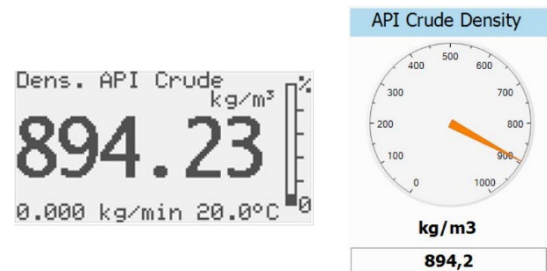 Dens. API Crude
%
kg/m³
894.23
0.000 kg/min 20.0°C
0
API Crude Density
500
400 600
300 700
200 800
100 900
0 1000
kg/m3
894,2